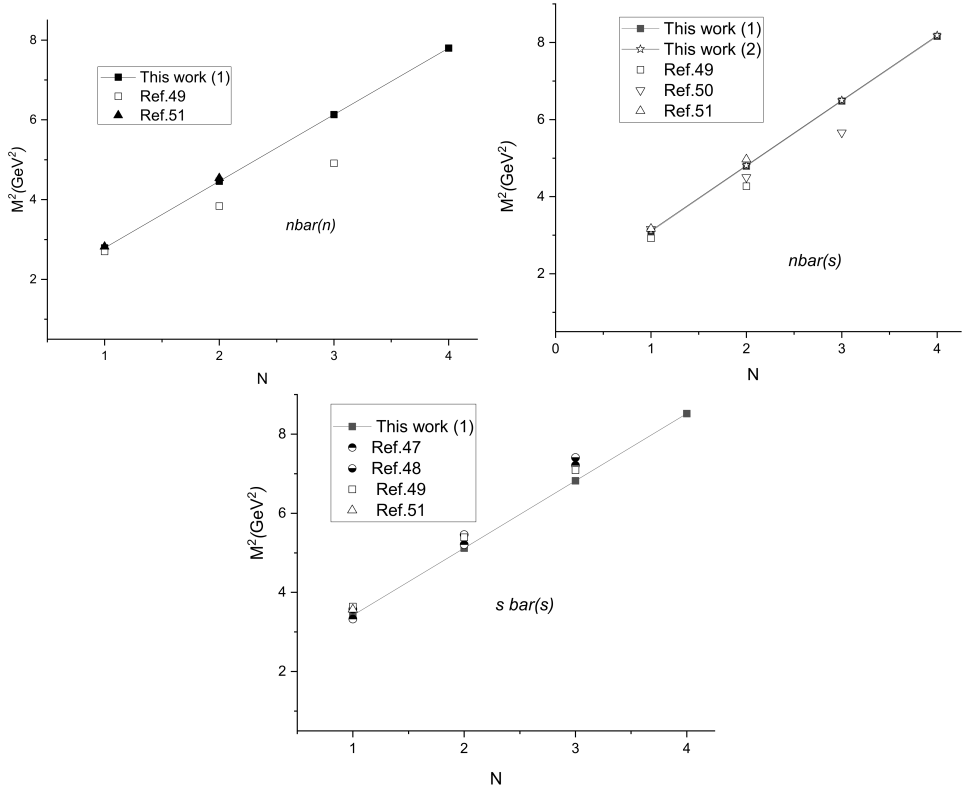 8
6
4
2
M²(GeV²)
This work (1)
Ref.49
Ref.51
nbar(n)
1 2 3 4
N
8
6
4
2
M²(GeV²)
This work (1)
This work (2)
Ref.49
Ref.50
Ref.51
nbar(s)
0 1 2 3 4
N
8
6
4
2
M²(GeV²)
This work (1)
Ref.47
Ref.48
Ref.49
Ref.51
s bar(s)
1 2 3 4
N